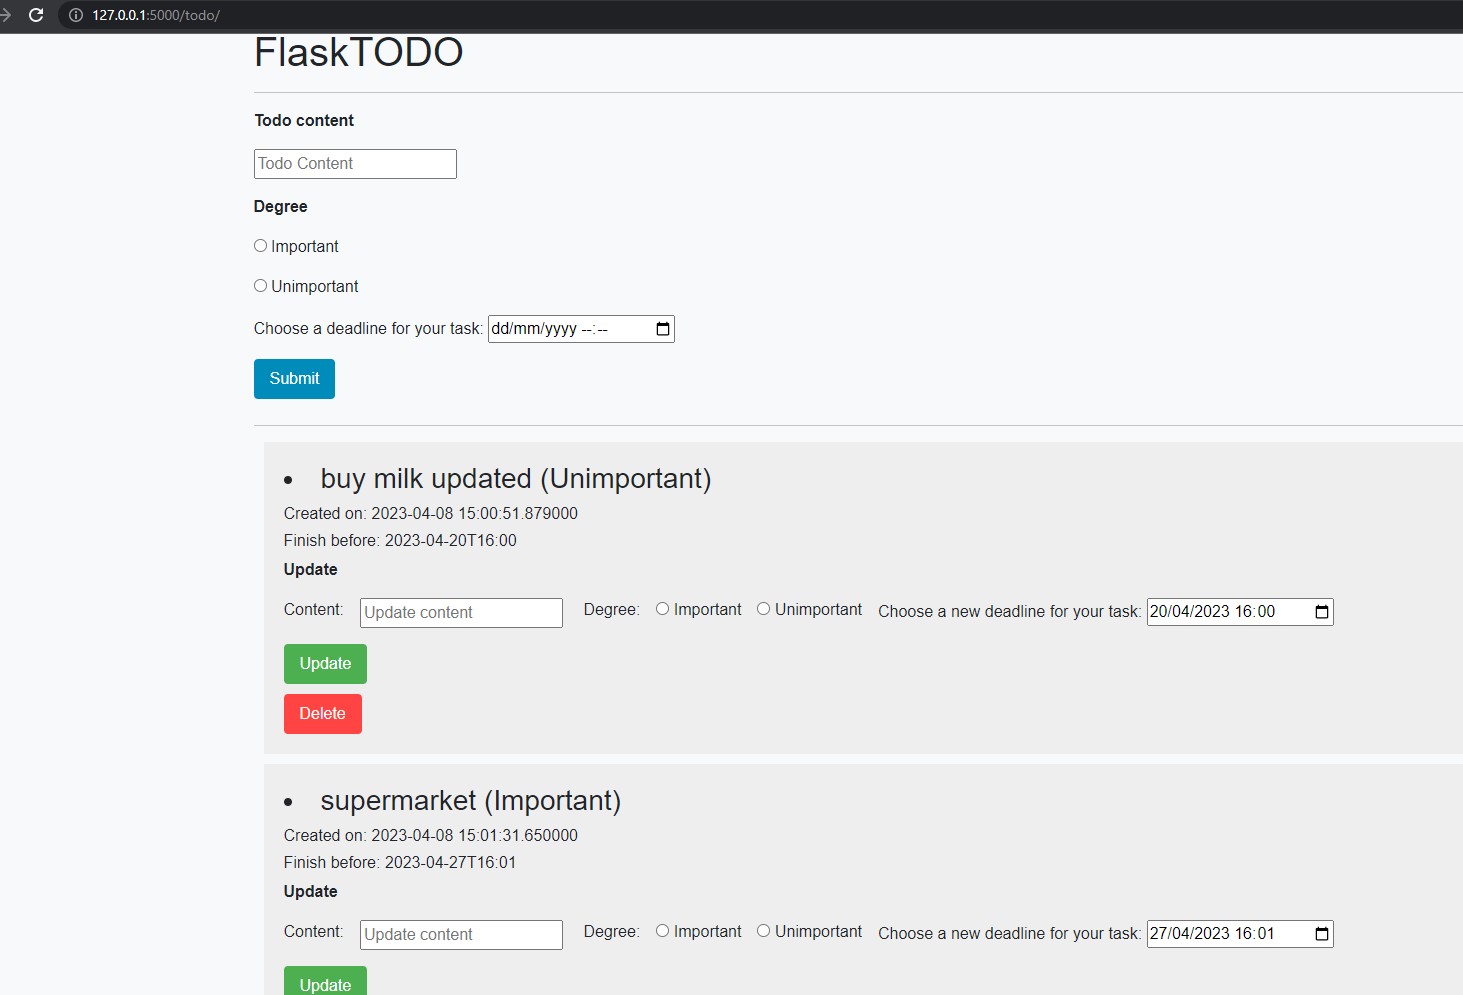 127.0.0.1:5000/todo/
FlaskTODO
Todo content
Todo Content
Degree
Important
Unimportant
Choose a deadline for your task: dd/mm/yyyy --:--
Submit
buy milk updated (Unimportant)
Created on: 2023-04-08 15:00:51.879000
Finish before: 2023-04-20T16:00
Update
Content: Update content Degree: Important Unimportant Choose a new deadline for your task: 20/04/2023 16:00
Update
Delete
supermarket (Important)
Created on: 2023-04-08 15:01:31.650000
Finish before: 2023-04-27T16:01
Update
Content: Update content Degree: Important Unimportant Choose a new deadline for your task: 27/04/2023 16:01
Update